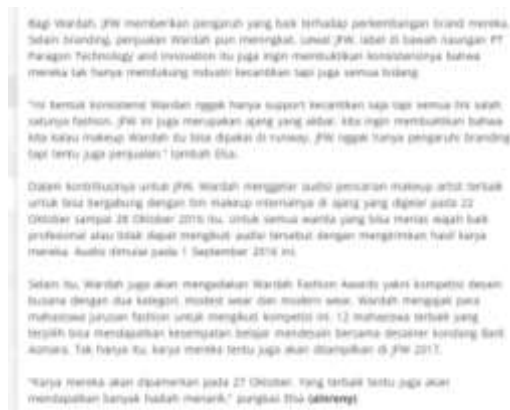 Bagi Wardah, JFW memberikan pengaruh yang baik terhadap perkembangan brand mereka.
Selain branding, penjualan Wardah pun meningkat. Lewat JFW, label di bawah naungan PT
Paragon Technology and Innovation itu juga ingin membuktikan konsistensinya bahwa
mereka tak hanya mendukung industri kecantikan tapi juga semua bidang.
"Ini bentuk konsistensi Wardah nggak hanya support kecantikan saja tapi semua lini salah
satunya fashion. JFW ini juga merupakan ajang yang akbar, kita ingin membuktikan bahwa
kita kalau makeup Wardah itu bisa dipakai di runway. JFW nggak hanya pengaruhi branding
tapi tentu juga penjualan." tambah Elsa.
Dalam kontribusinya untuk JFW, Wardah menggelar audisi pencarian makeup artist terbaik
untuk bisa bergabung dengan tim makeup internalnya di ajang yang digelar pada 22
Oktober sampai 28 Oktober 2016 itu. Untuk semua wanita yang bisa merias wajah baik
profesional atau tidak dapat mengikuti audisi tersebut dengan mengirimkan hasil karya
mereka. Audisi dimulai pada 1 September 2016 ini.
Selain itu, Wardah juga akan mengadakan Wardah Fashion Awards yakni kompetisi desain
busana dengan dua kategori, modest wear dan modern wear. Wardah mengajak para
mahasiswa jurusan fashion untuk mengikuti kompetisi ini. 12 mahasiswa terbaik yang
terpilih bisa mendapatkan kesempatan belajar mendesain bersama desainer kondang Barli
Asmara. Tak hanya itu, karya mereka tentu juga akan ditampilkan di JFW 2017.
"Karya mereka akan dipamerkan pada 27 Oktober. Yang terbaik tentu juga akan
mendapatkan banyak hadiah menarik," pungkas Elsa